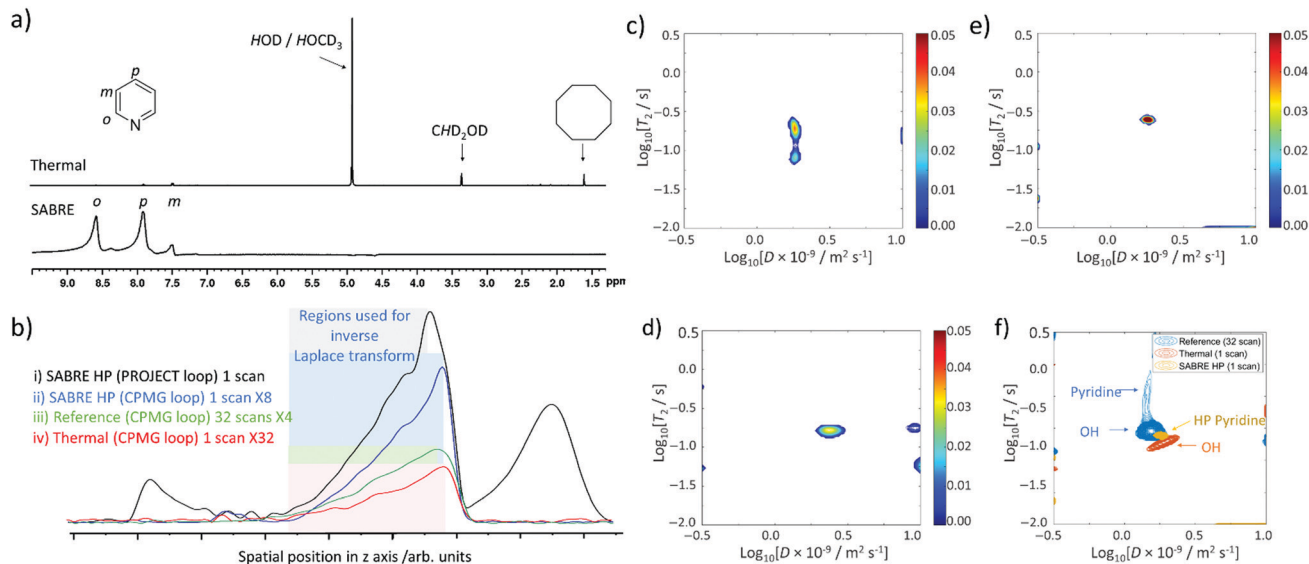 a)
HOD / HOCD3
p
m
o
N
CHD2OD
Thermal
SABRE
o
p
m
9.0 8.5 8.0 7.5 7.0 6.5 6.0 5.5 5.0 4.5 4.0 3.5 3.0 2.5 2.0 1.5 ppm
b)
Regions used for
inverse
Laplace transform
i) SABRE HP (PROJECT loop) 1 scan
ii) SABRE HP (CPMG loop) 1 scan X8
iii) Reference (CPMG loop) 32 scans X4
iv) Thermal (CPMG loop) 1 scan X32
Spatial position in z axis /arb. units
c)
Log10[T2 / s]
0.5
0.0
−0.5
−1.0
−1.5
−2.0
−0.5 0.0 0.5 1.0
Log10[D × 10-9 / m2 s-1]
0.05
0.04
0.03
0.02
0.01
0.00
e)
Log10[T2 / s]
0.5
0.0
−0.5
−1.0
−1.5
−2.0
−0.5 0.0 0.5 1.0
Log10[D × 10-9 / m2 s-1]
0.05
0.04
0.03
0.02
0.01
0.00
d)
Log10[T2 / s]
0.5
0.0
−0.5
−1.0
−1.5
−2.0
−0.5 0.0 0.5 1.0
Log10[D × 10-9 / m2 s-1]
0.05
0.04
0.03
0.02
0.01
0.00
f)
Log10[T2 / s]
0.5
0.0
−0.5
−1.0
−1.5
−2.0
−0.5 0.0 0.5 1.0
Log10[D × 10-9 / m2 s-1]
Reference (32 scan)
Thermal (1 scan)
SABRE HP (1 scan)
Pyridine
HP Pyridine
OH
OH